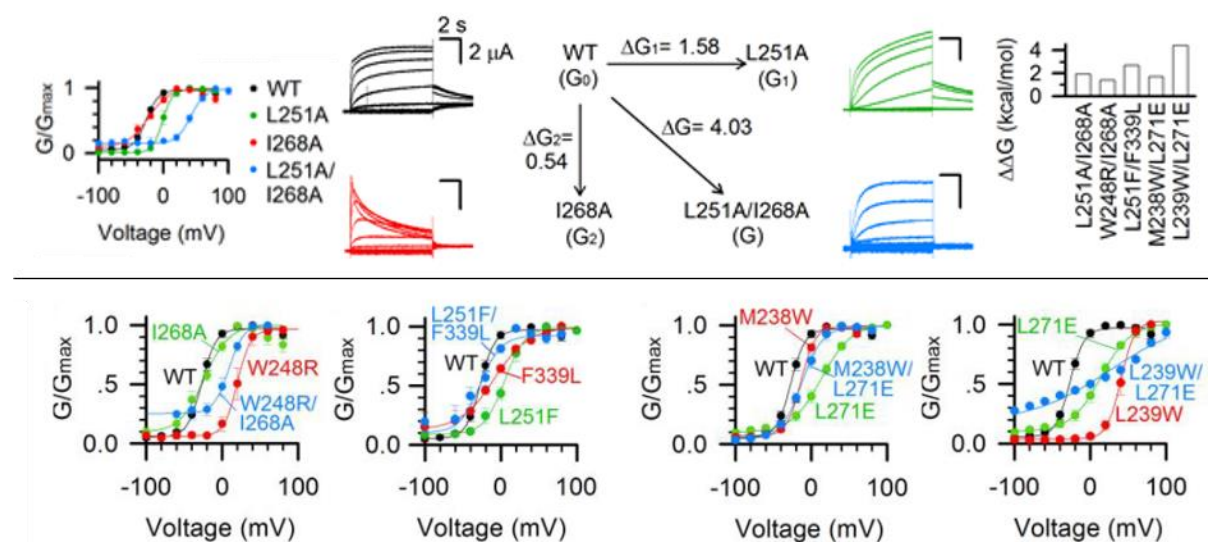 2 s
2 μA
G/Gmax
1
0
-100 0 100
Voltage (mV)
WT
L251A
I268A
L251A/
I268A
WT
(G0)
ΔG1= 1.58
L251A
(G1)
ΔG2=
0.54
ΔG= 4.03
I268A
(G2)
L251A/I268A
(G)
ΔΔG (kcal/mol)
4
2
0
L251A/I268A
W248R/I268A
L251F/F339L
M238W/L271E
L239W/L271E
G/Gmax
1.0
.5
0.0
I268A
WT
W248R
W248R/
I268A
-100 0 100
Voltage (mV)
G/Gmax
1.0
.5
0.0
L251F/
F339L
WT
F339L
L251F
-100 0 100
Voltage (mV)
G/Gmax
1.0
.5
0.0
M238W
WT
M238W/
L271E
L271E
-100 0 100
Voltage (mV)
G/Gmax
1.0
.5
0.0
L271E
WT
L239W/
L271E
L239W
-100 0 100
Voltage (mV)